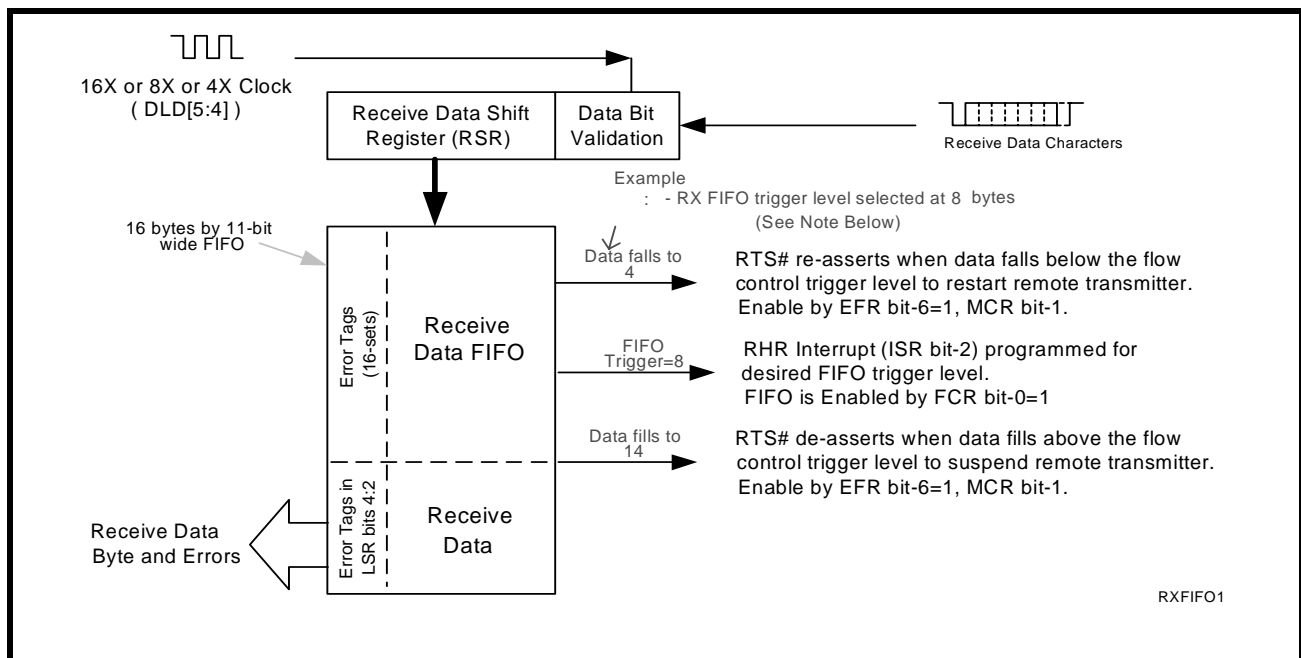 16X or 8X or 4X Clock
( DLD[5:4] )
Receive Data Shift
Register (RSR)
Data Bit
Validation
Receive Data Characters
Example
: - RX FIFO trigger level selected at 8 bytes
(See Note Below)
16 bytes by 11-bit
wide FIFO
Error Tags
(16-sets)
Receive
Data FIFO
Data falls to
4
RTS# re-asserts when data falls below the flow
control trigger level to restart remote transmitter.
Enable by EFR bit-6=1, MCR bit-1.
FIFO
Trigger=8
RHR Interrupt (ISR bit-2) programmed for
desired FIFO trigger level.
FIFO is Enabled by FCR bit-0=1
Data fills to
14
RTS# de-asserts when data fills above the flow
control trigger level to suspend remote transmitter.
Enable by EFR bit-6=1, MCR bit-1.
Error Tags in
LSR bits 4:2
Receive
Data
Receive Data
Byte and Errors
RXFIFO1